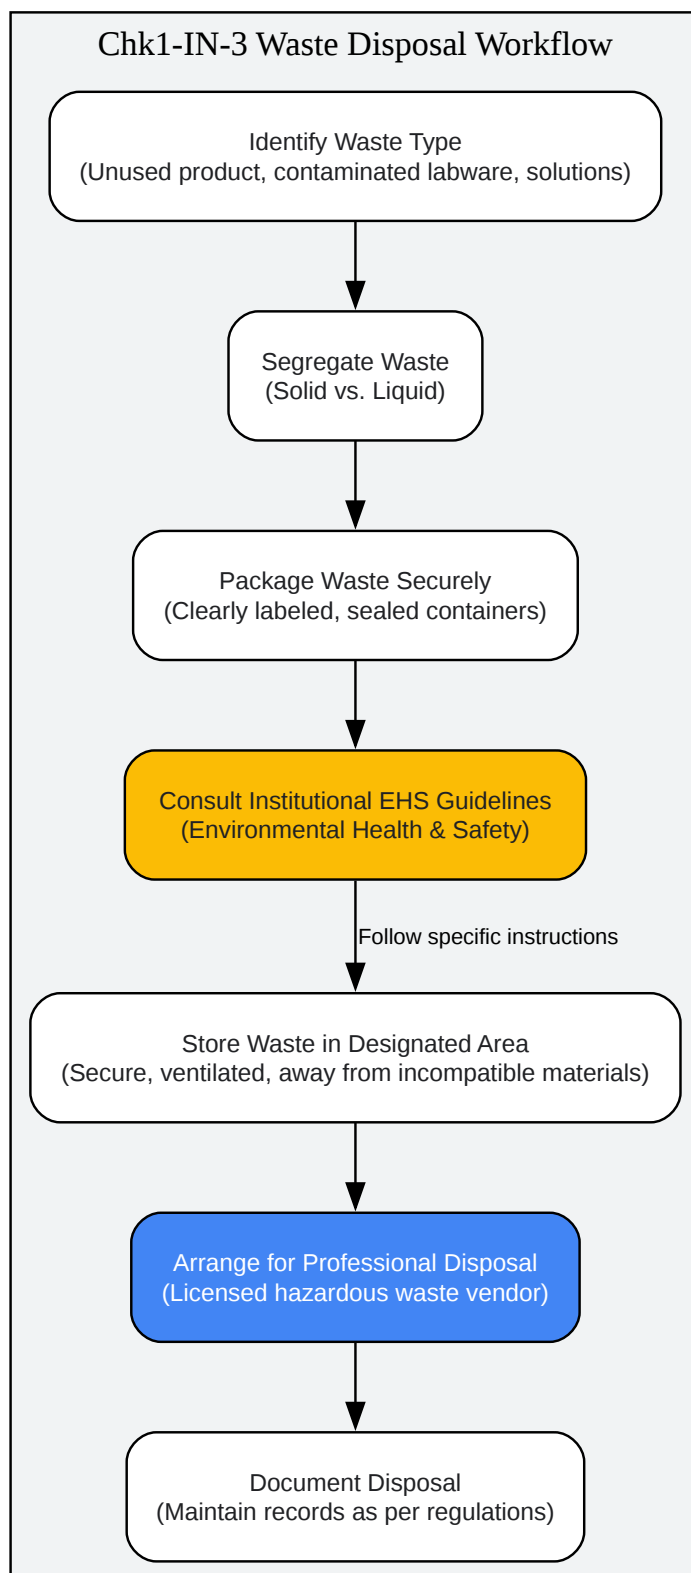 Chk1-IN-3 Waste Disposal Workflow
Identify Waste Type
(Unused product, contaminated labware, solutions)
Segregate Waste
(Solid vs. Liquid)
Package Waste Securely
(Clearly labeled, sealed containers)
Consult Institutional EHS Guidelines
(Environmental Health & Safety)
Follow specific instructions
Store Waste in Designated Area
(Secure, ventilated, away from incompatible materials)
Arrange for Professional Disposal
(Licensed hazardous waste vendor)
Document Disposal
(Maintain records as per regulations)